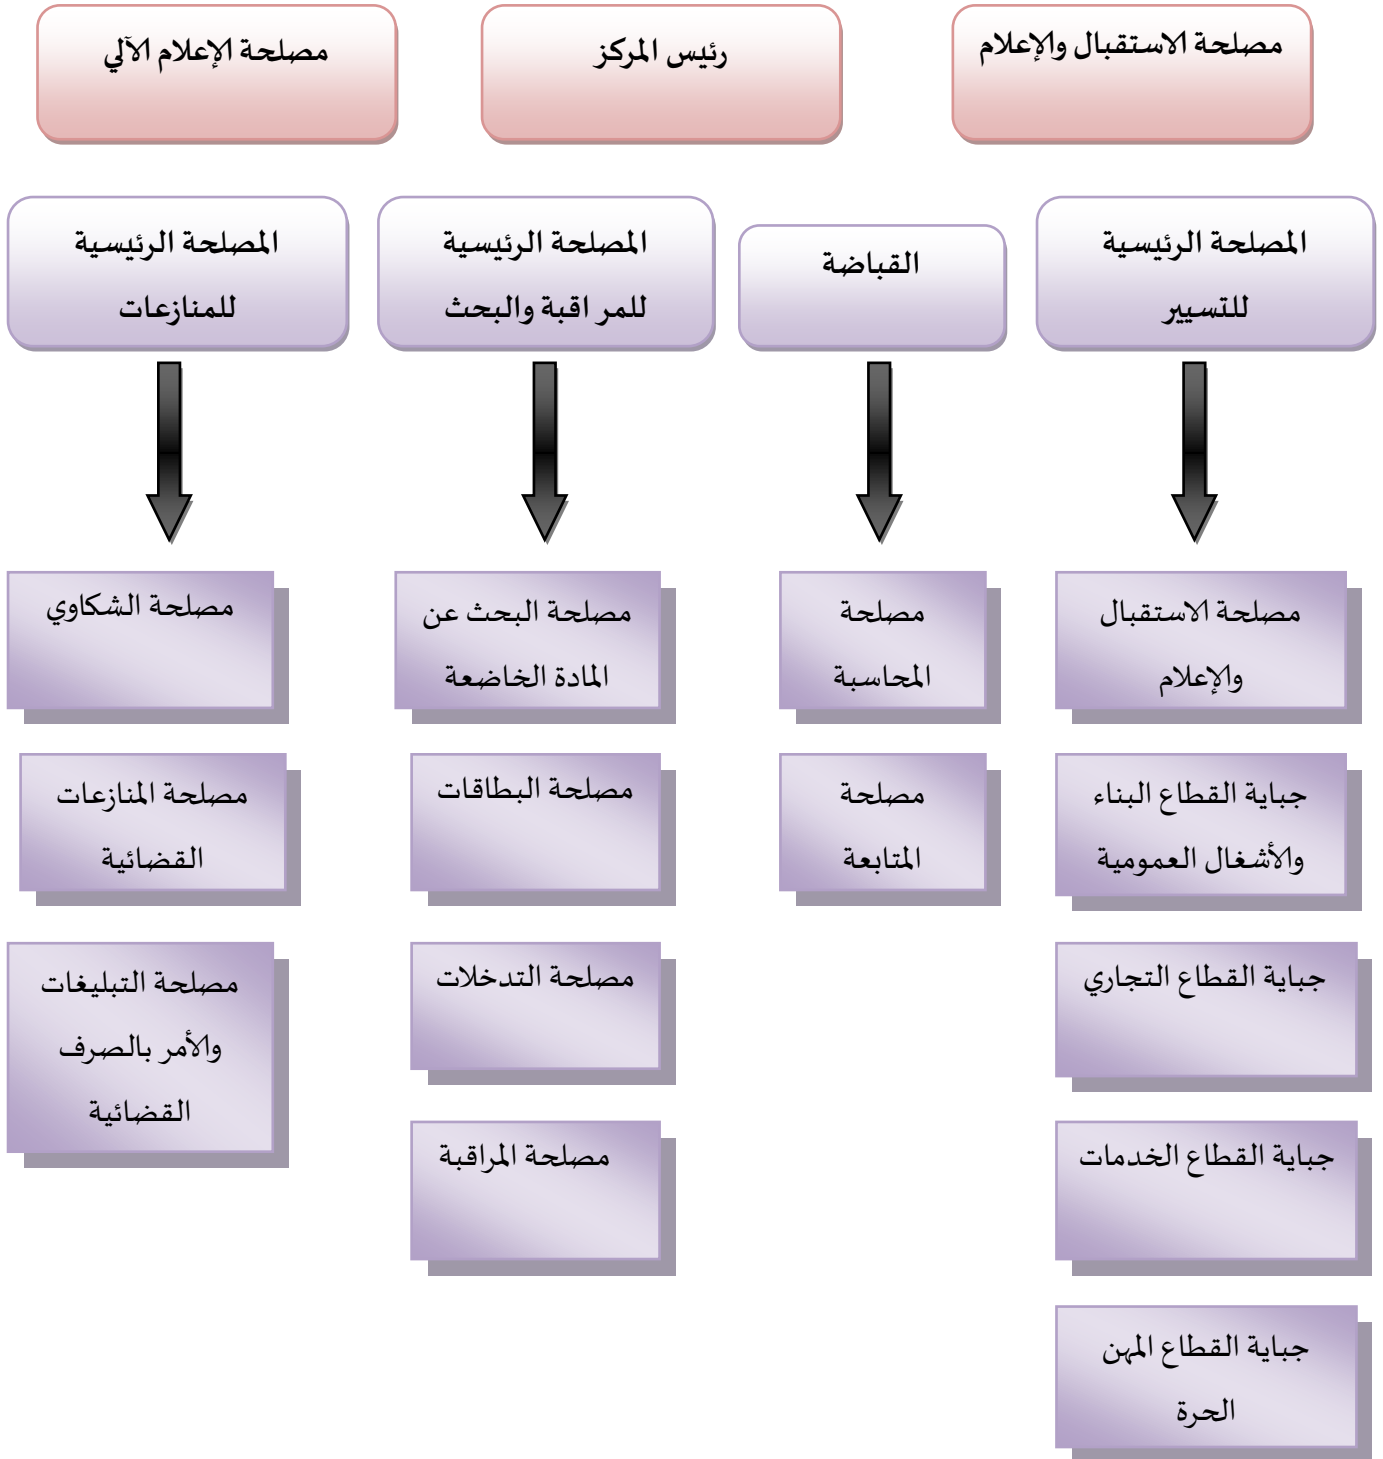 مصلحة الاستقبال والإعلام
رئيس المركز
مصلحة الإعلام الآلي
المصلحة الرئيسية
للتسيير
القباضة
المصلحة الرئيسية
للمر اقبة والبحث
المصلحة الرئيسية
للمنازعات
مصلحة الاستقبال
والإعلام
مصلحة
المحاسبة
مصلحة البحث عن
المادة الخاضعة
مصلحة الشكاوي
جباية القطاع البناء
والأشغال العمومية
مصلحة
المتابعة
مصلحة البطاقات
مصلحة المنازعات
القضائية
جباية القطاع التجاري
مصلحة التدخلات
مصلحة التبليغات
والأمر بالصرف
القضائية
جباية القطاع الخدمات
مصلحة المراقبة
جباية القطاع المهن
الحرة